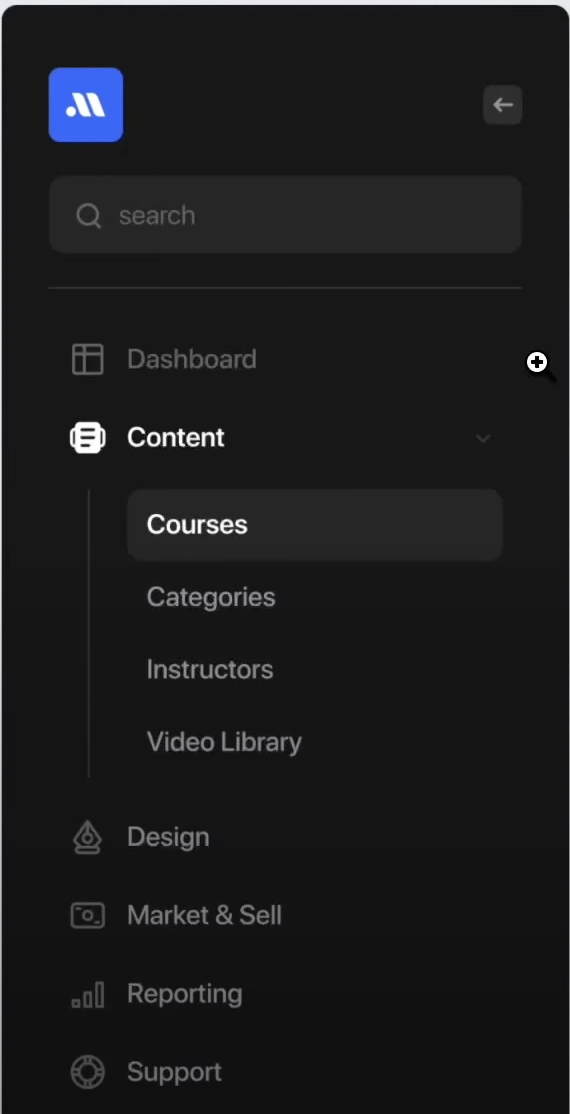 search
Dashboard
Content
Courses
Categories
Instructors
Video Library
Design
Market & Sell
Reporting
Support